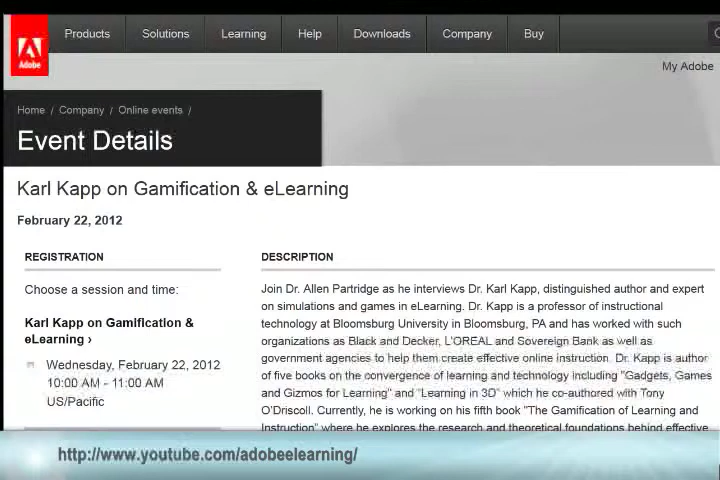 Products Solutions Learning Help Downloads Company Buy
Adobe
My Adobe
Home / Company / Online events /
Event Details
Karl Kapp on Gamification & eLearning
February 22, 2012
REGISTRATION
Choose a session and time:
Karl Kapp on Gamification &
eLearning ›
Wednesday, February 22, 2012
10:00 AM - 11:00 AM
US/Pacific
DESCRIPTION
Join Dr. Allen Partridge as he interviews Dr. Karl Kapp, distinguished author and expert
on simulations and games in eLearning. Dr. Kapp is a professor of instructional
technology at Bloomsburg University in Bloomsburg, PA and has worked with such
organizations as Black and Decker, L'OREAL and Sovereign Bank as well as
government agencies to help them create effective online instruction. Dr. Kapp is author
of five books on the convergence of learning and technology including "Gadgets, Games
and Gizmos for Learning" and "Learning in 3D" which he co-authored with Tony
O'Driscoll. Currently, he is working on his fifth book "The Gamification of Learning and
Instruction" where he explores the research and theoretical foundations behind effective
http://www.youtube.com/adobeelearning/